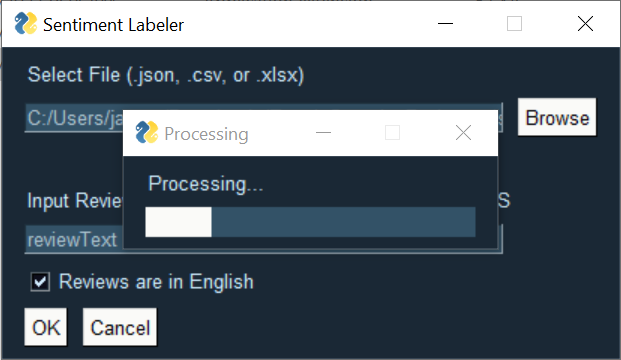 Sentiment Labeler
Select File (.json, .csv, or .xlsx)
C:/Users/ja
Browse
Processing
Processing...
Input Review
S
reviewText
Reviews are in English
OK
Cancel